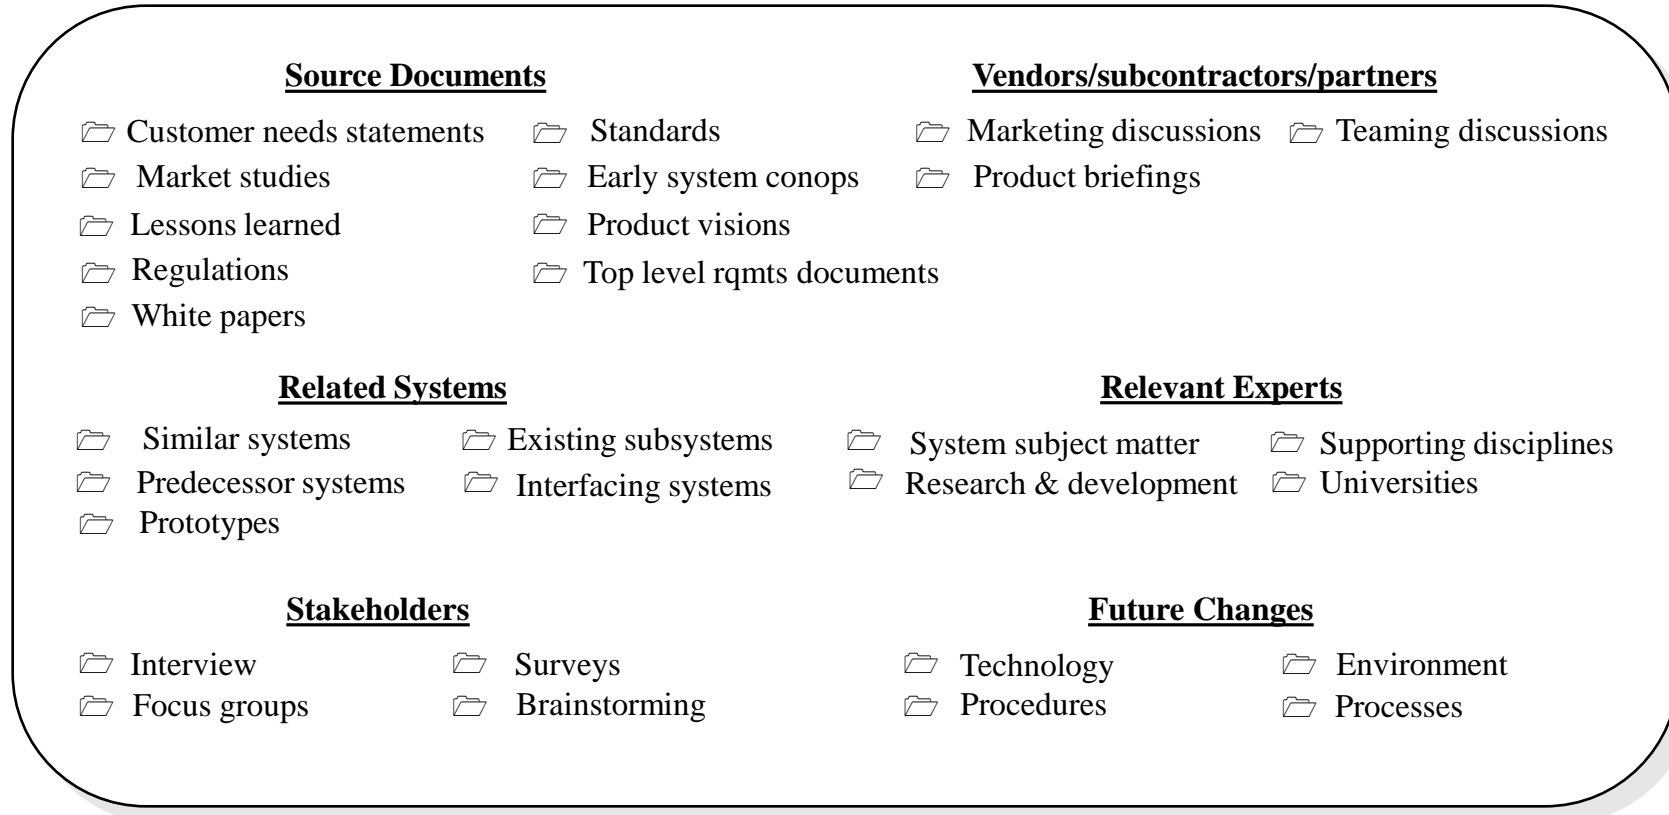 Source Documents
Customer needs statements
Market studies
Lessons learned
Regulations
White papers
Standards
Early system conops
Product visions
Top level rqmts documents
Vendors/subcontractors/partners
Marketing discussions
Product briefings
Teaming discussions
Related Systems
Similar systems
Predecessor systems
Prototypes
Existing subsystems
Interfacing systems
Relevant Experts
System subject matter
Research & development
Supporting disciplines
Universities
Stakeholders
Interview
Focus groups
Surveys
Brainstorming
Future Changes
Technology
Procedures
Environment
Processes